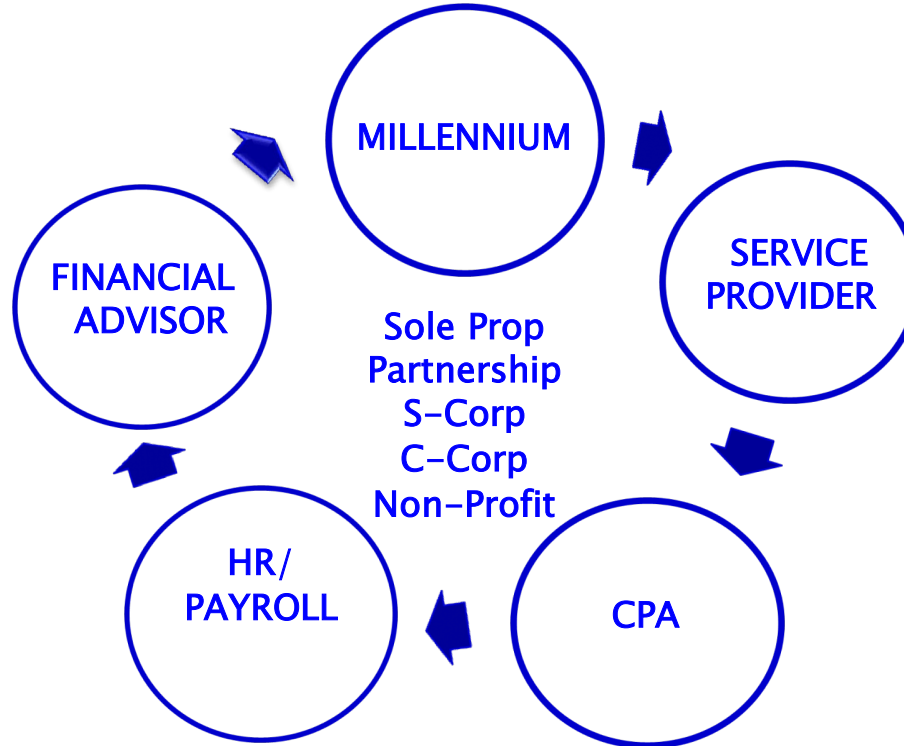 MILLENNIUM
SERVICE
PROVIDER
FINANCIAL
ADVISOR
Sole Prop
Partnership
S-Corp
C-Corp
Non-Profit
HR/
PAYROLL
CPA